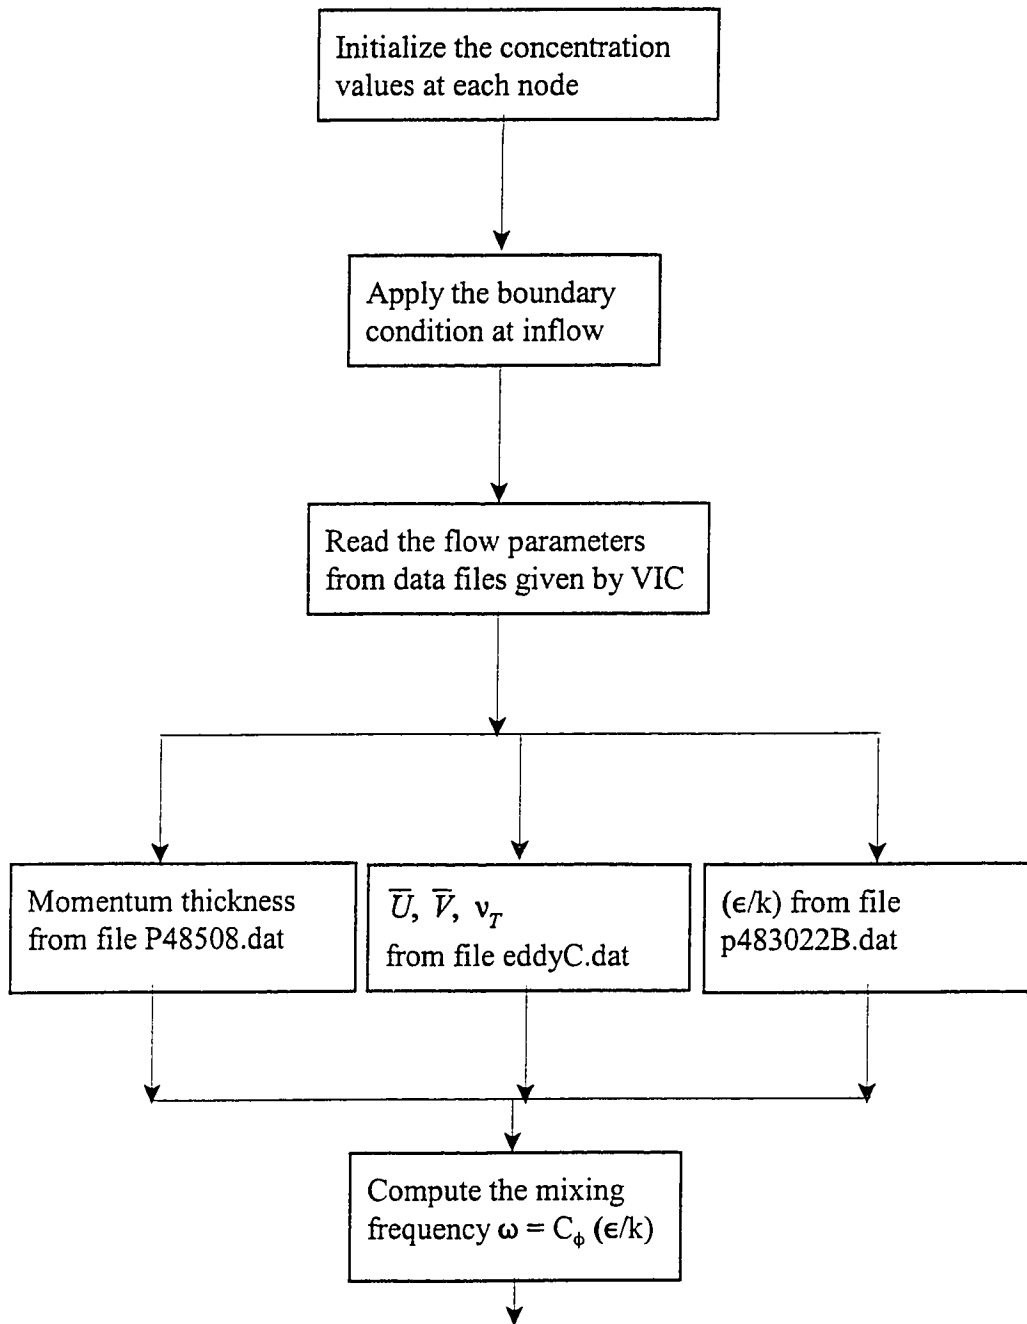 Initialize the concentration
values at each node
Apply the boundary
condition at inflow
Read the flow parameters
from data files given by VIC
Momentum thickness
from file P48508.dat
U̅, V̅, ν_T
from file eddyC.dat
(ϵ/k) from file
p483022B.dat
Compute the mixing
frequency ω = C_ϕ (ϵ/k)